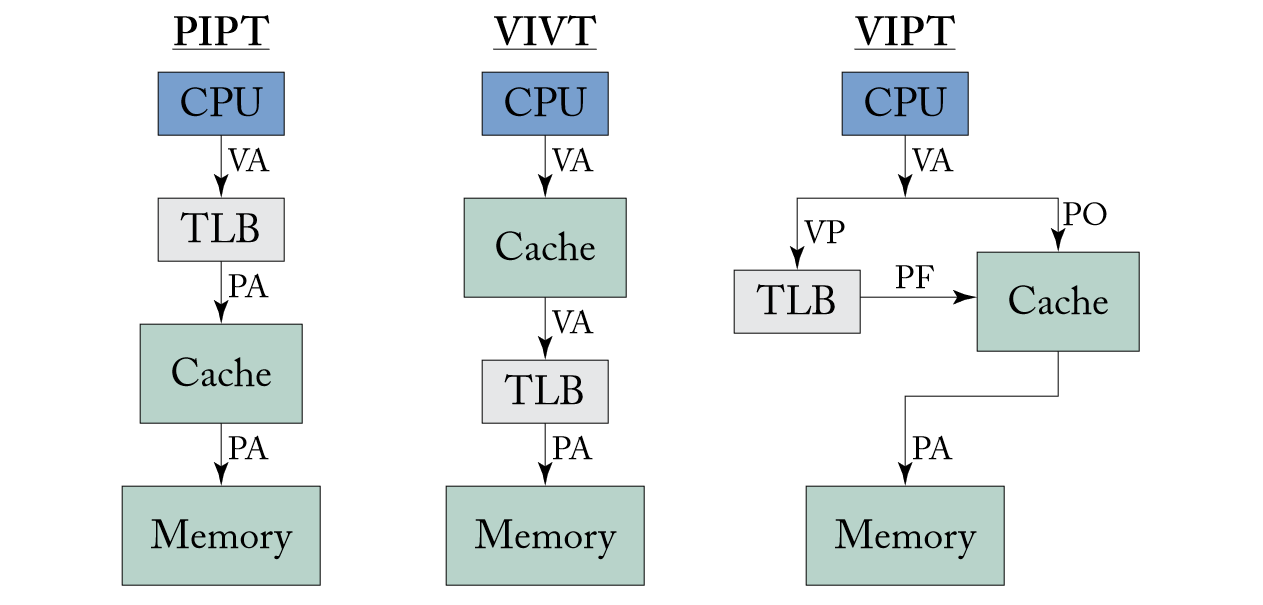 PIPT
CPU
VA
TLB
PA
Cache
PA
Memory
VIVT
CPU
VA
Cache
VA
TLB
PA
Memory
VIPT
CPU
VA
VP
PO
TLB
PF
Cache
PA
Memory